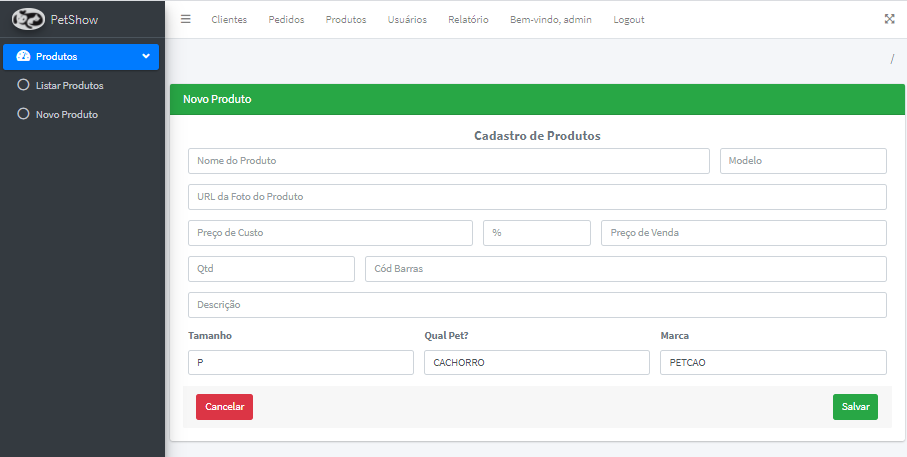 PetShow
Clientes Pedidos Produtos Usuários Relatório Bem-vindo, admin Logout
Produtos
Listar Produtos
Novo Produto
/
Novo Produto
Cadastro de Produtos
Nome do Produto Modelo
URL da Foto do Produto
Preço de Custo % Preço de Venda
Qtd Cód Barras
Descrição
Tamanho Qual Pet? Marca
P CACHORRO PETCAO
Cancelar Salvar